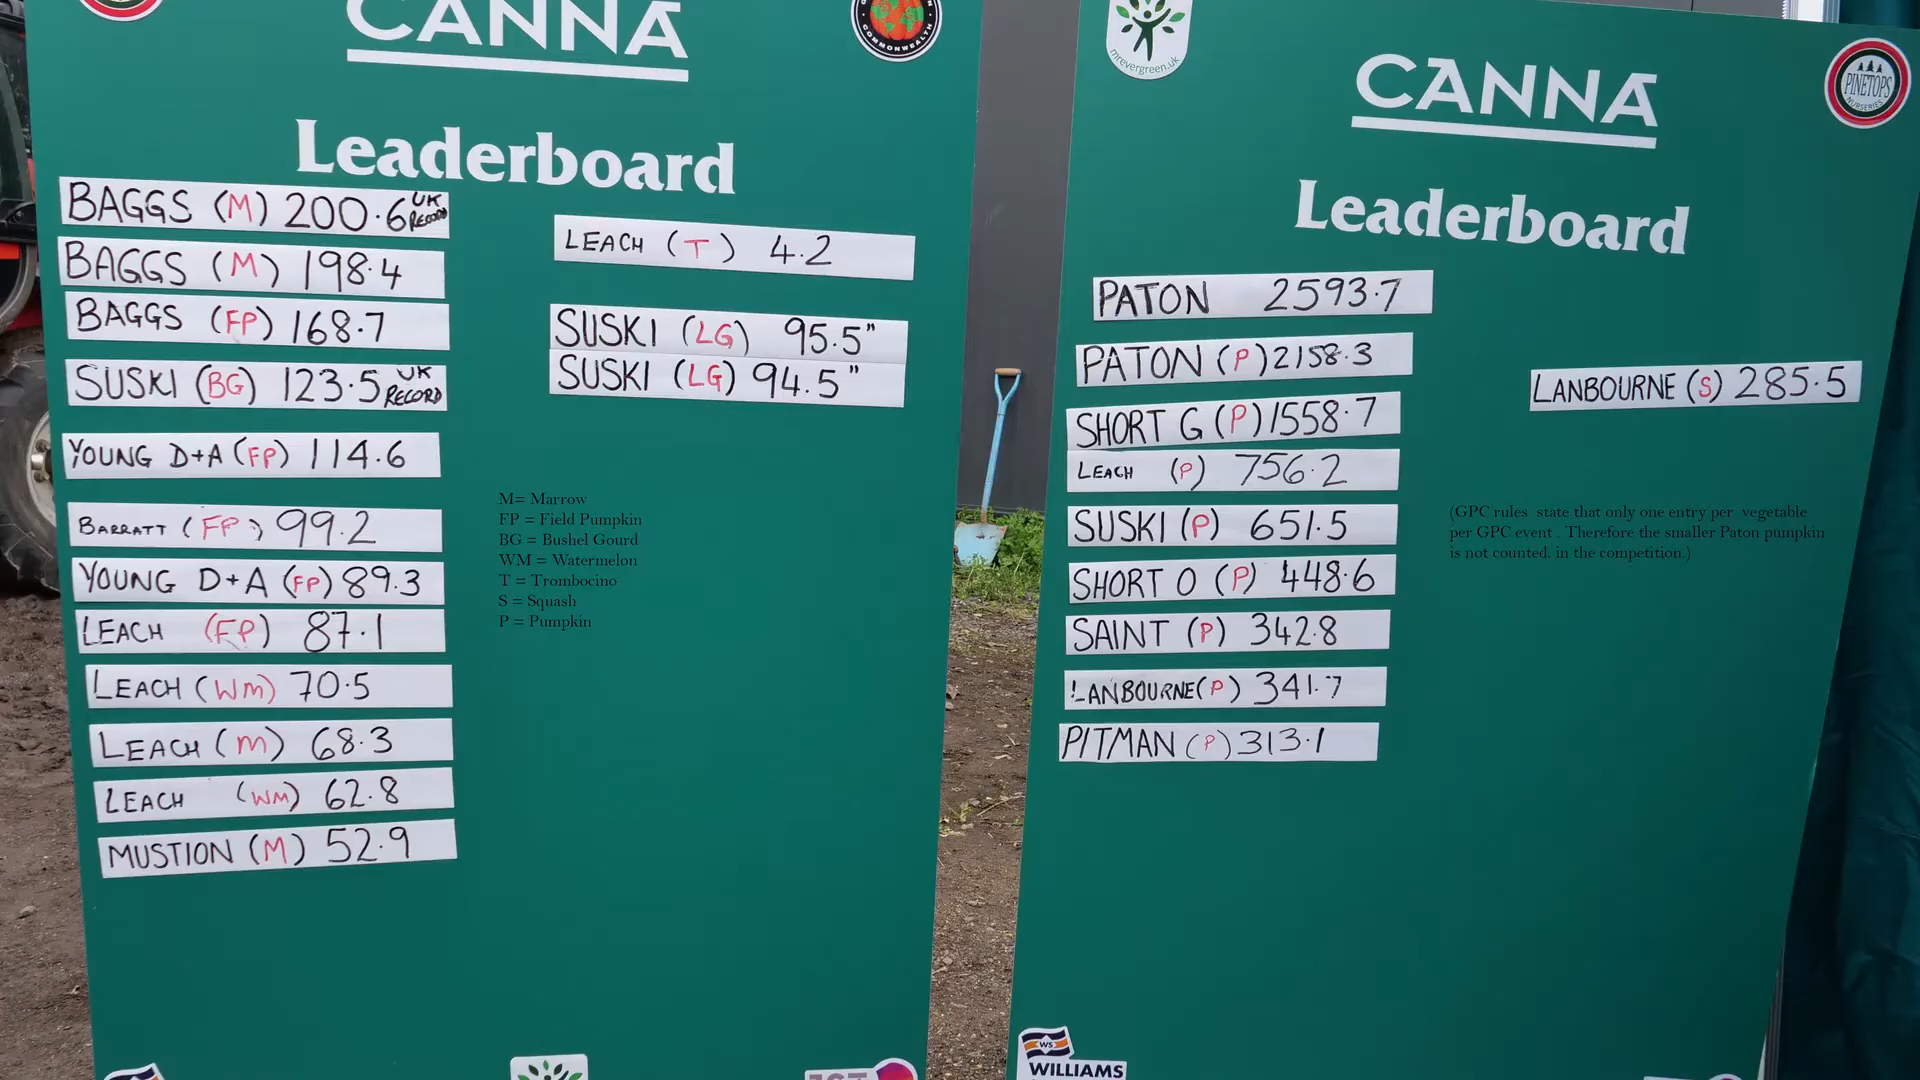 CANNA
COMMONWEALTH
Leaderboard
BAGGS (M) 200.6 UK RECORD
BAGGS (M) 198.4
BAGGS (FP) 168.7
SUSKI (BG) 123.5 UK RECORD
YOUNG D+A (FP) 114.6
BARRATT (FP) 99.2
YOUNG D+A (FP) 89.3
LEACH (FP) 87.1
LEACH (WM) 70.5
LEACH (M) 68.3
LEACH (WM) 62.8
MUSTION (M) 52.9
LEACH (T) 4.2
SUSKI (LG) 95.5"
SUSKI (LG) 94.5"
M= Marrow
FP = Field Pumpkin
BG = Bushel Gourd
WM = Watermelon
T = Trombocino
S = Squash
P = Pumpkin
mrevergreen.uk
CANNA
PINETOPS
NURSERIES
Leaderboard
PATON 2593.7
PATON (P) 2158.3
SHORT G (P) 1558.7
LEACH (P) 756.2
SUSKI (P) 651.5
SHORT O (P) 448.6
SAINT (P) 342.8
LANBOURNE (P) 341.7
PITMAN (P) 313.1
LANBOURNE (S) 285.5
(GPC rules state that only one entry per vegetable
per GPC event . Therefore the smaller Paton pumpkin
is not counted. in the competition.)
WS
WILLIAMS